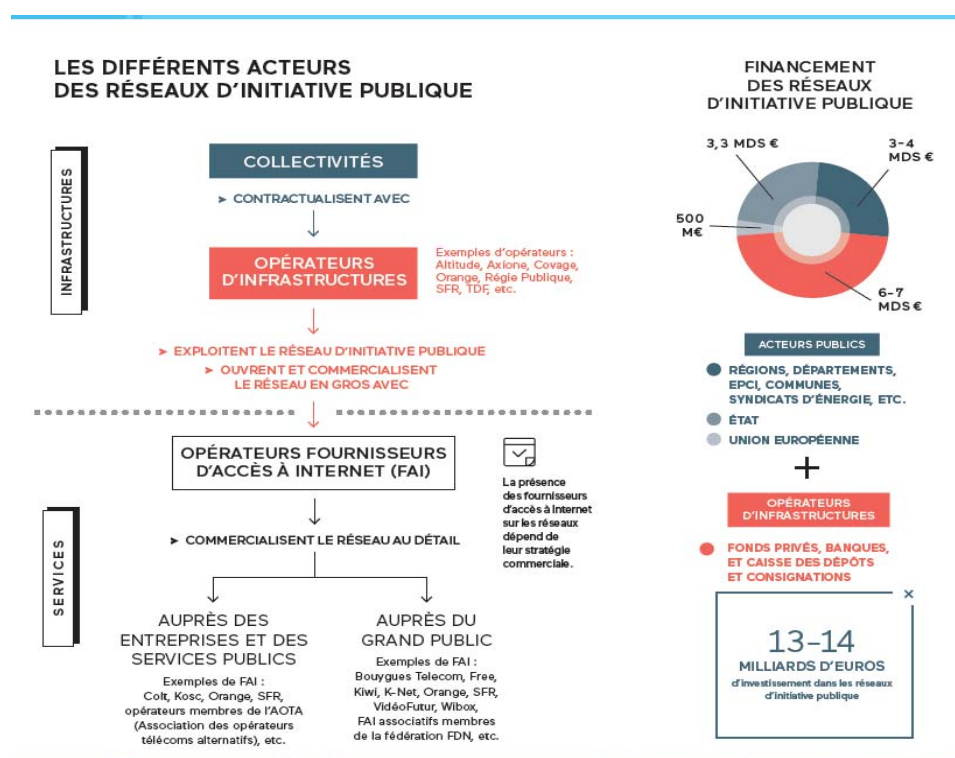 LES DIFFÉRENTS ACTEURS
DES RÉSEAUX D'INITIATIVE PUBLIQUE
INFRASTRUCTURES
COLLECTIVITÉS
➤ CONTRACTUALISENT AVEC
OPÉRATEURS
D'INFRASTRUCTURES
Exemples d'opérateurs :
Altitude, Axione, Covage,
Orange, Régie Publique,
SFR, TDF, etc.
➤ EXPLOITENT LE RÉSEAU D'INITIATIVE PUBLIQUE
➤ OUVRENT ET COMMERCIALISENT
LE RÉSEAU EN GROS AVEC
SERVICES
OPÉRATEURS FOURNISSEURS
D'ACCÈS À INTERNET (FAI)
La présence
des fournisseurs
d'accès à Internet
sur les réseaux
dépend de
leur stratégie
commerciale.
➤ COMMERCIALISENT LE RÉSEAU AU DÉTAIL
AUPRÈS DES
ENTREPRISES ET DES
SERVICES PUBLICS
Exemples de FAI :
Colt, Kosc, Orange, SFR,
opérateurs membres de l'AOTA
(Association des opérateurs
télécoms alternatifs), etc.
AUPRÈS DU
GRAND PUBLIC
Exemples de FAI :
Bouygues Telecom, Free,
Kiwi, K-Net, Orange, SFR,
VidéoFutur, Wibox,
FAI associatifs membres
de la fédération FDN, etc.
FINANCEMENT
DES RÉSEAUX
D'INITIATIVE PUBLIQUE
3,3 MDS €
3-4
MDS €
500
M€
6-7
MDS €
ACTEURS PUBLICS
RÉGIONS, DÉPARTEMENTS,
EPCI, COMMUNES,
SYNDICATS D'ÉNERGIE, ETC.
ÉTAT
UNION EUROPÉENNE
+
OPÉRATEURS
D'INFRASTRUCTURES
FONDS PRIVÉS, BANQUES,
ET CAISSE DES DÉPÔTS
ET CONSIGNATIONS
13-14
MILLIARDS D'EUROS
d'investissement dans les réseaux
d'initiative publique